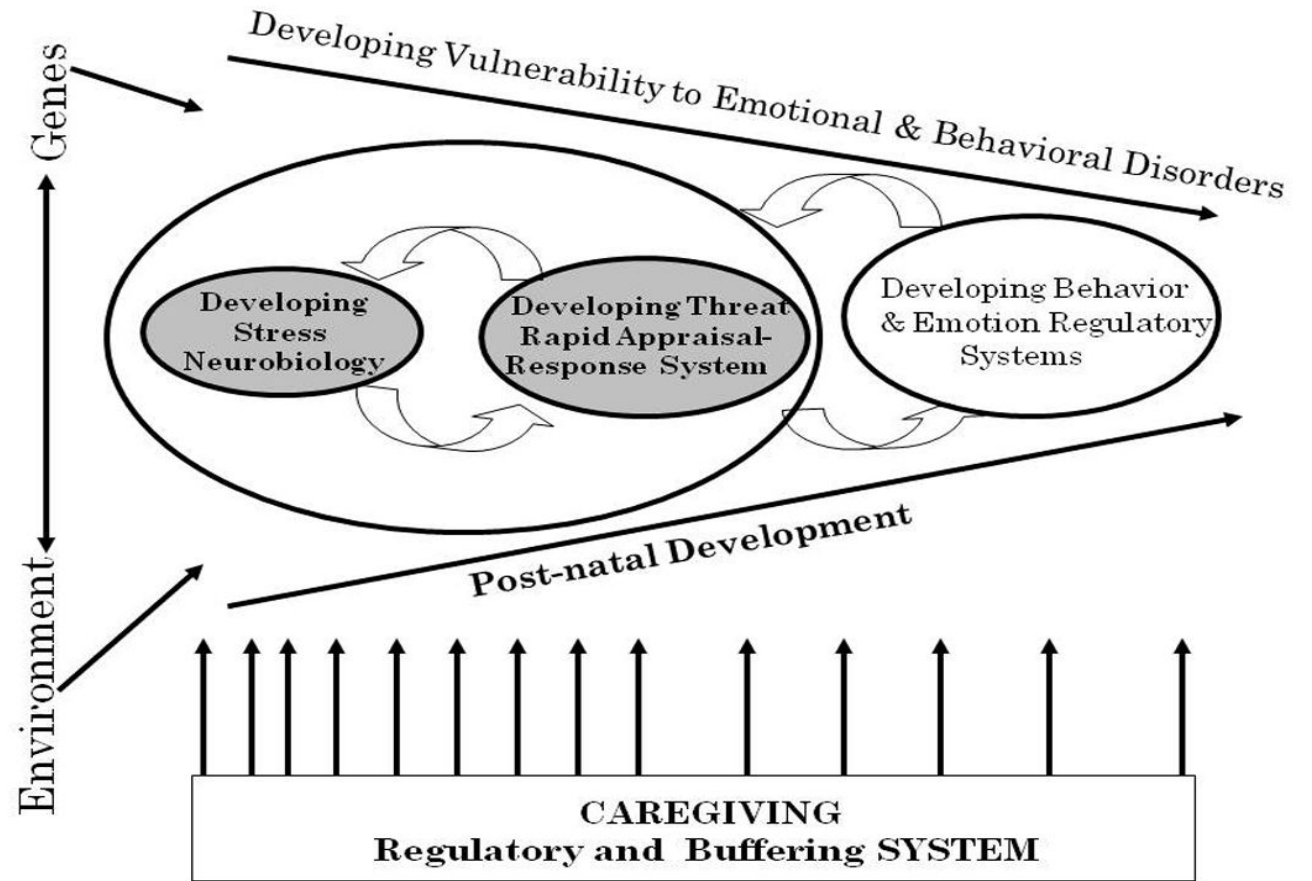 Genes
Environment
Developing Vulnerability to Emotional & Behavioral Disorders
Developing
Stress
Neurobiology
Developing Threat
Rapid Appraisal-
Response System
Developing Behavior
& Emotion Regulatory
Systems
Post-natal Development
CAREGIVING
Regulatory and Buffering SYSTEM